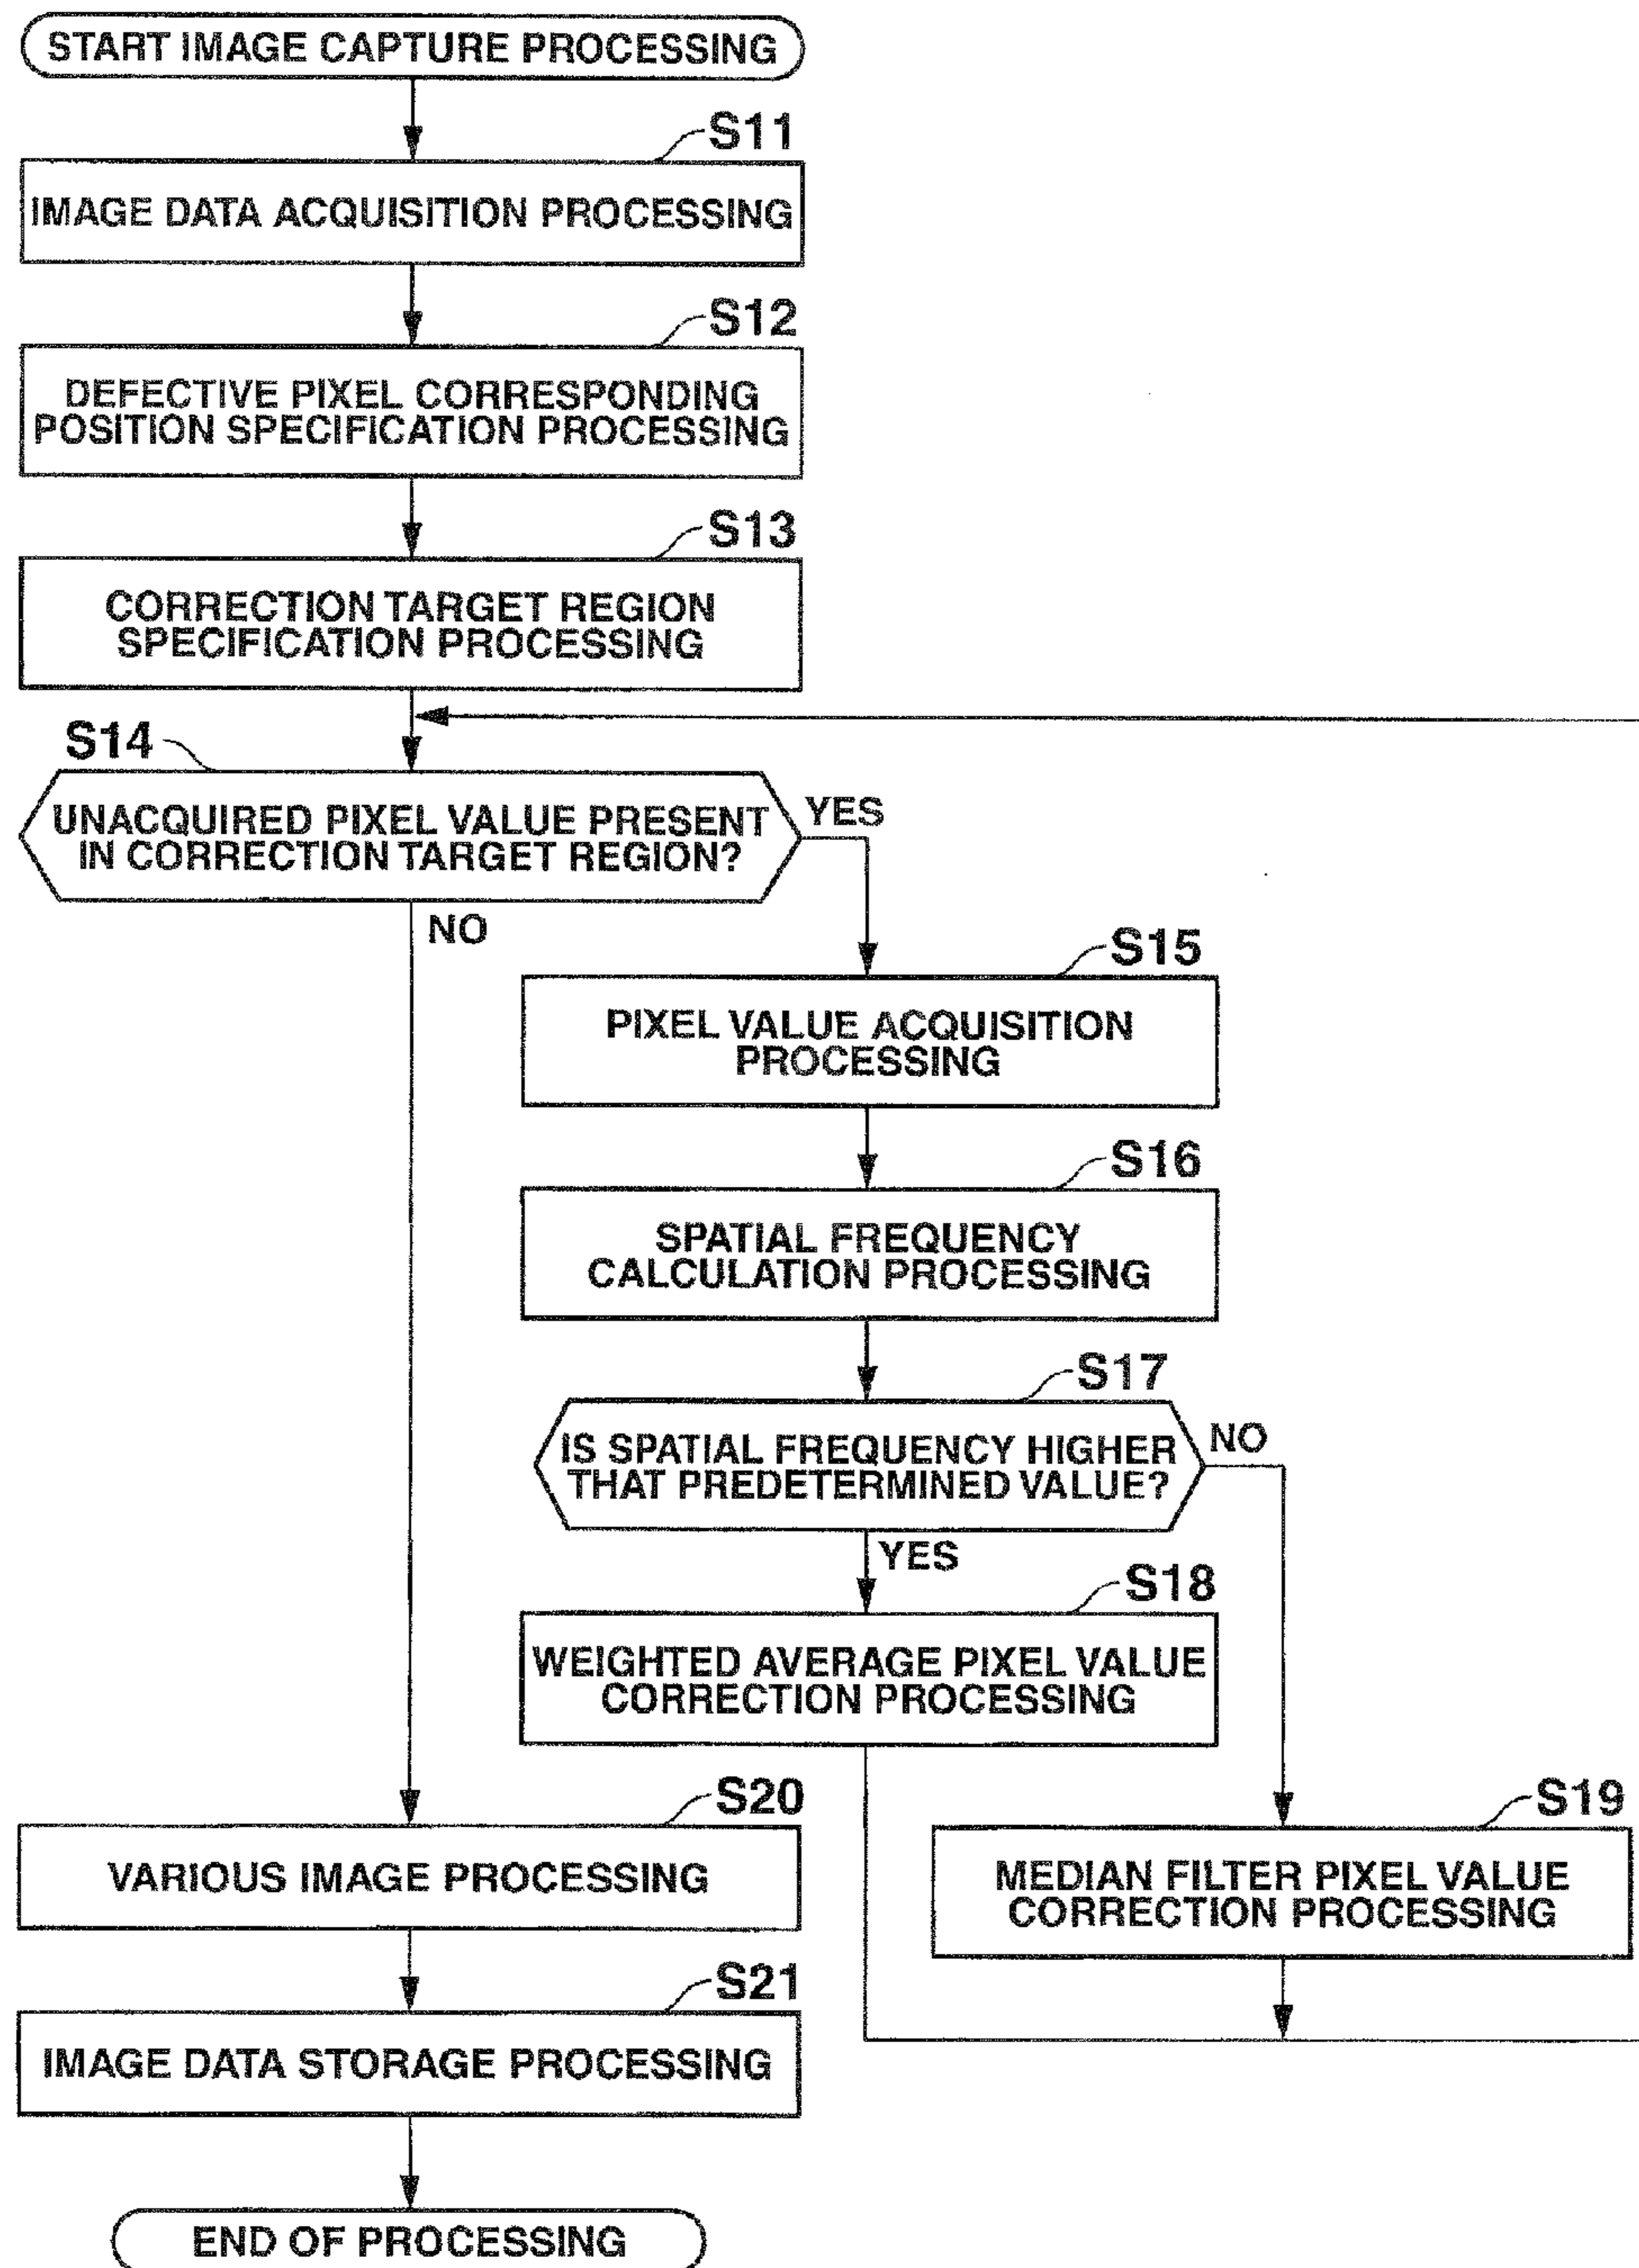 START IMAGE CAPTURE PROCESSING
S11
IMAGE DATA ACQUISITION PROCESSING
S12
DEFECTIVE PIXEL CORRESPONDING
POSITION SPECIFICATION PROCESSING
S13
CORRECTION TARGET REGION
SPECIFICATION PROCESSING
S14
UNACQUIRED PIXEL VALUE PRESENT
IN CORRECTION TARGET REGION?
YES
NO
S15
PIXEL VALUE ACQUISITION
PROCESSING
S16
SPATIAL FREQUENCY
CALCULATION PROCESSING
S17
IS SPATIAL FREQUENCY HIGHER
THAT PREDETERMINED VALUE?
NO
YES
S18
WEIGHTED AVERAGE PIXEL VALUE
CORRECTION PROCESSING
S19
MEDIAN FILTER PIXEL VALUE
CORRECTION PROCESSING
S20
VARIOUS IMAGE PROCESSING
S21
IMAGE DATA STORAGE PROCESSING
END OF PROCESSING